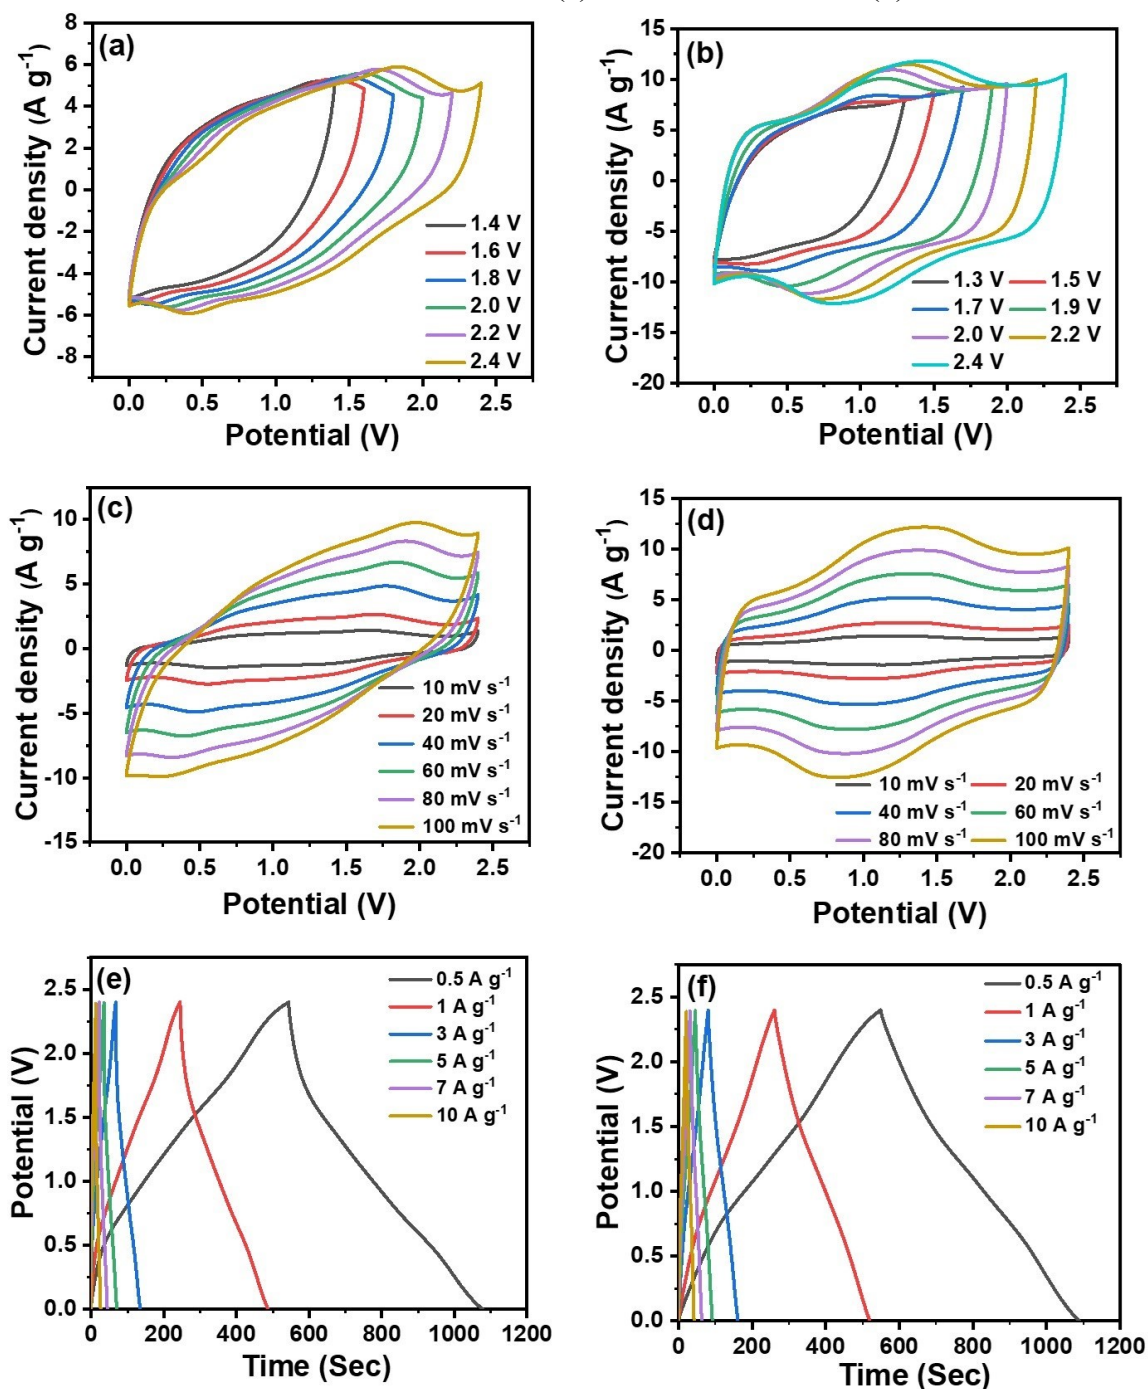 (a)
Current density (A g⁻¹)
8
6
4
2
0
-2
-4
-6
-8
0.0 0.5 1.0 1.5 2.0 2.5
Potential (V)
1.4 V
1.6 V
1.8 V
2.0 V
2.2 V
2.4 V
(b)
Current density (A g⁻¹)
15
10
5
0
-5
-10
-15
-20
0.0 0.5 1.0 1.5 2.0 2.5
Potential (V)
1.3 V 1.5 V
1.7 V 1.9 V
2.0 V 2.2 V
2.4 V
(c)
Current density (A g⁻¹)
10
5
0
-5
-10
-15
0.0 0.5 1.0 1.5 2.0 2.5
Potential (V)
10 mV s⁻¹
20 mV s⁻¹
40 mV s⁻¹
60 mV s⁻¹
80 mV s⁻¹
100 mV s⁻¹
(d)
Current density (A g⁻¹)
15
10
5
0
-5
-10
-15
-20
0.0 0.5 1.0 1.5 2.0 2.5
Potential (V)
10 mV s⁻¹ 20 mV s⁻¹
40 mV s⁻¹ 60 mV s⁻¹
80 mV s⁻¹ 100 mV s⁻¹
(e)
Potential (V)
2.5
2.0
1.5
1.0
0.5
0.0
0 200 400 600 800 1000 1200
Time (Sec)
0.5 A g⁻¹
1 A g⁻¹
3 A g⁻¹
5 A g⁻¹
7 A g⁻¹
10 A g⁻¹
(f)
Potential (V)
2.5
2.0
1.5
1.0
0.5
0.0
0 200 400 600 800 1000 1200
Time (Sec)
0.5 A g⁻¹
1 A g⁻¹
3 A g⁻¹
5 A g⁻¹
7 A g⁻¹
10 A g⁻¹